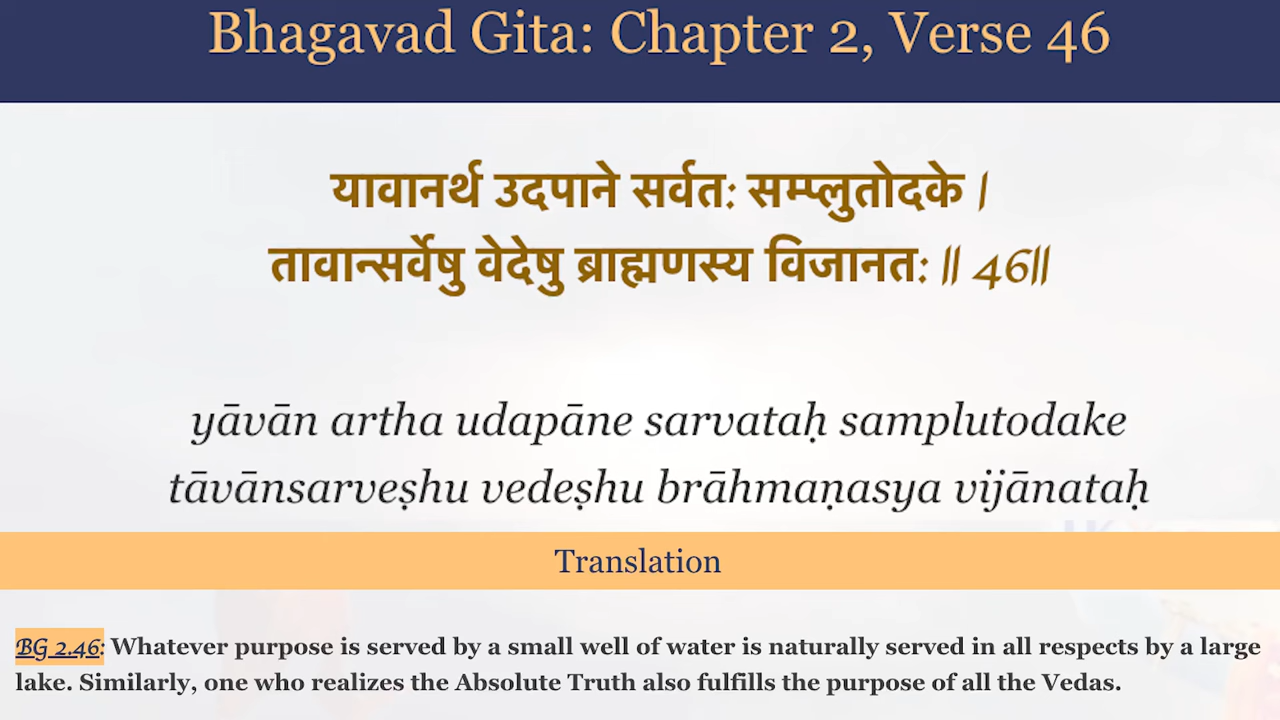 Bhagavad Gita: Chapter 2, Verse 46
यावानर्थ उदपाने सर्वतः सम्प्लुतोदके |
तावान्सर्वेषु वेदेषु ब्राह्मणस्य विजानतः || 46||
yāvān artha udapāne sarvataḥ samplutodake
tāvānsarveṣhu vedeṣhu brāhmaṇasya vijānataḥ
Translation
BG 2.46: Whatever purpose is served by a small well of water is naturally served in all respects by a large
lake. Similarly, one who realizes the Absolute Truth also fulfills the purpose of all the Vedas.